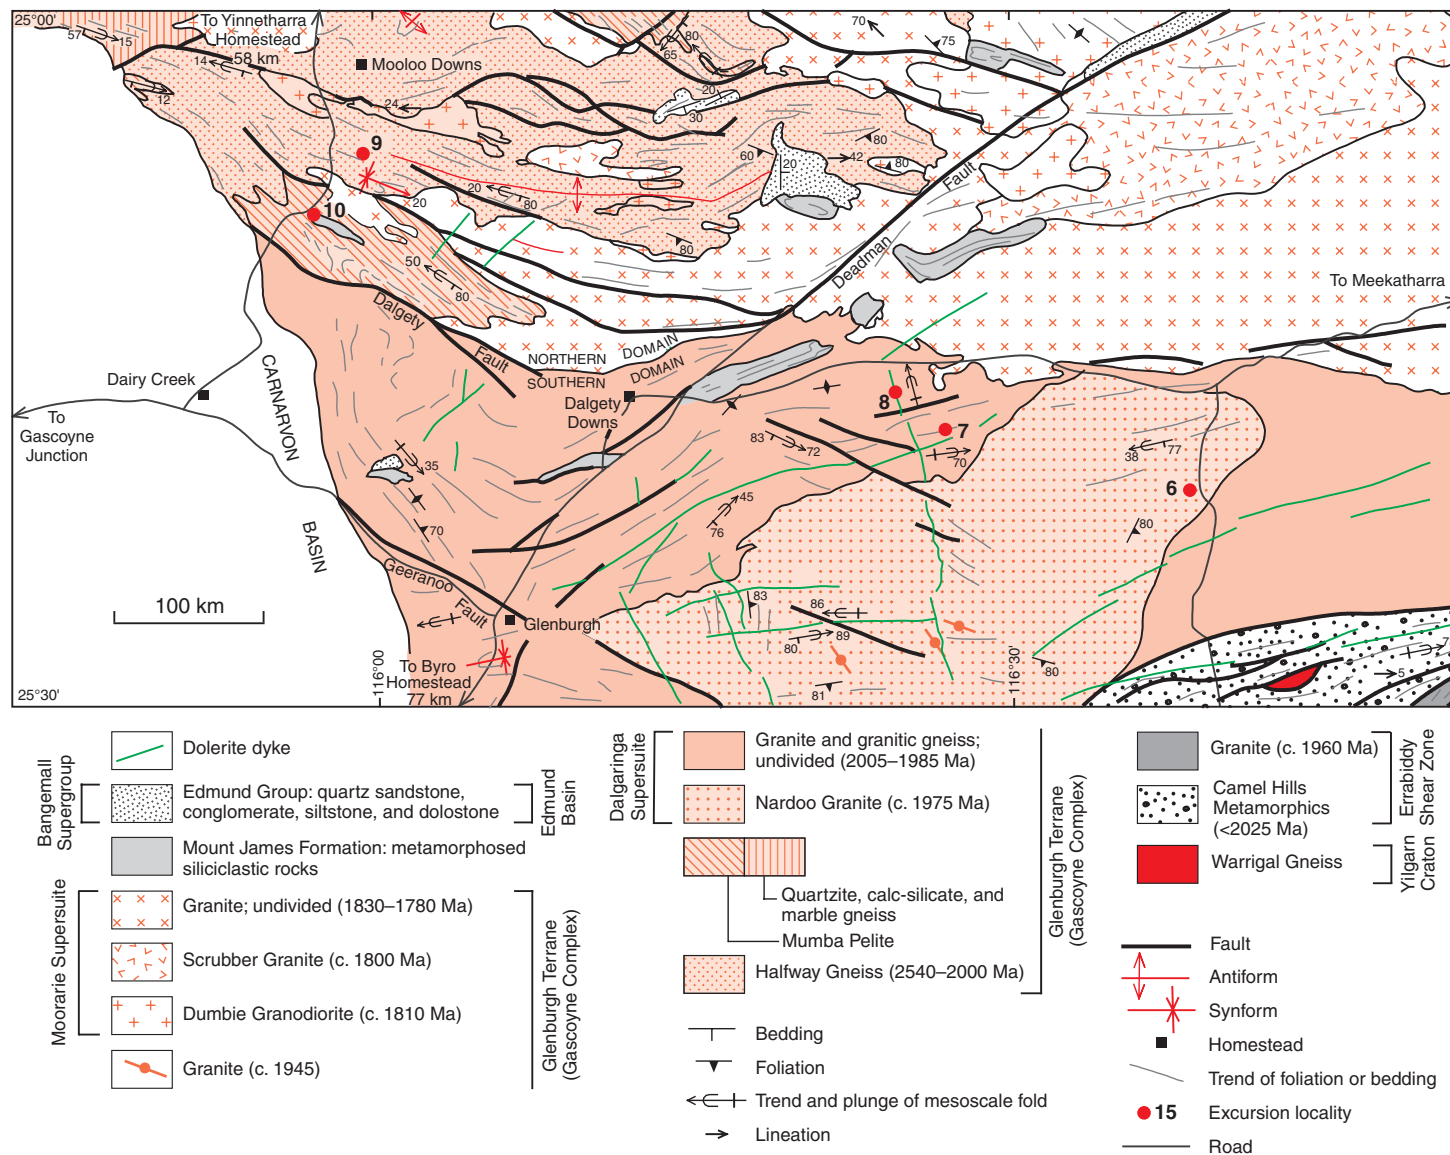 25°00'
To Yinnetharra
Homestead
58 km
57
15
14
12
Mooloo Downs
24
80
65
20
30
70
75
9
10
20
20
80
60
20
42
80
80
80
50
80
Fault
Deadman
To Meekatharra
Dalgety
Fault
NORTHERN
DOMAIN
SOUTHERN
DOMAIN
Dairy Creek
To
Gascoyne
Junction
CARNARVON
BASIN
Dalgety
Downs
8
7
70
83
72
38
77
6
80
35
70
45
76
Geeranoo
Fault
Glenburgh
83
86
80
89
81
80
5
7
100 km
To Byro
Homestead
77 km
116°00
116°30'
25°30'
Bangemall
Supergroup
Dolerite dyke
Edmund Group: quartz sandstone,
conglomerate, siltstone, and dolostone
Edmund
Basin
Mount James Formation: metamorphosed
siliciclastic rocks
Moorarie Supersuite
Granite; undivided (1830–1780 Ma)
Scrubber Granite (c. 1800 Ma)
Dumbie Granodiorite (c. 1810 Ma)
Granite (c. 1945)
Glenburgh Terrane
(Gascoyne Complex)
Dalgaringa
Supersuite
Granite and granitic gneiss;
undivided (2005–1985 Ma)
Nardoo Granite (c. 1975 Ma)
Quartzite, calc-silicate, and
marble gneiss
Mumba Pelite
Halfway Gneiss (2540–2000 Ma)
Glenburgh Terrane
(Gascoyne Complex)
Bedding
Foliation
Trend and plunge of mesoscale fold
Lineation
Granite (c. 1960 Ma)
Camel Hills
Metamorphics
(<2025 Ma)
Errabiddy
Shear Zone
Warrigal Gneiss
Yilgarn
Craton
Fault
Antiform
Synform
Homestead
Trend of foliation or bedding
15
Excursion locality
Road